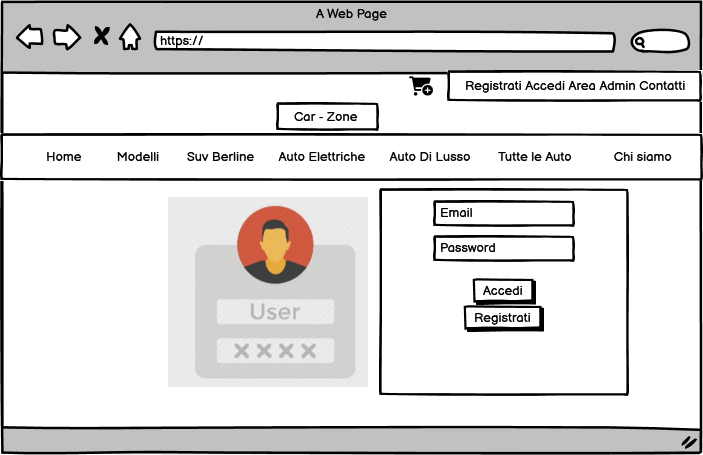 A Web Page
https://
Registrati Accedi Area Admin Contatti
Car - Zone
Home Modelli Suv Berline Auto Elettriche Auto Di Lusso Tutte le Auto Chi siamo
Email
Password
Accedi
Registrati
User
XXXX